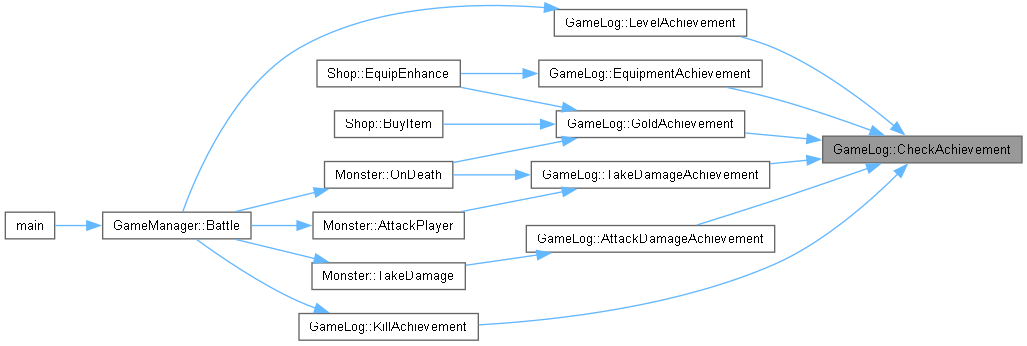 GameLog::LevelAchievement
Shop::EquipEnhance
GameLog::EquipmentAchievement
Shop::BuyItem
GameLog::GoldAchievement
GameLog::CheckAchievement
Monster::OnDeath
GameLog::TakeDamageAchievement
main
GameManager::Battle
Monster::AttackPlayer
GameLog::AttackDamageAchievement
Monster::TakeDamage
GameLog::KillAchievement